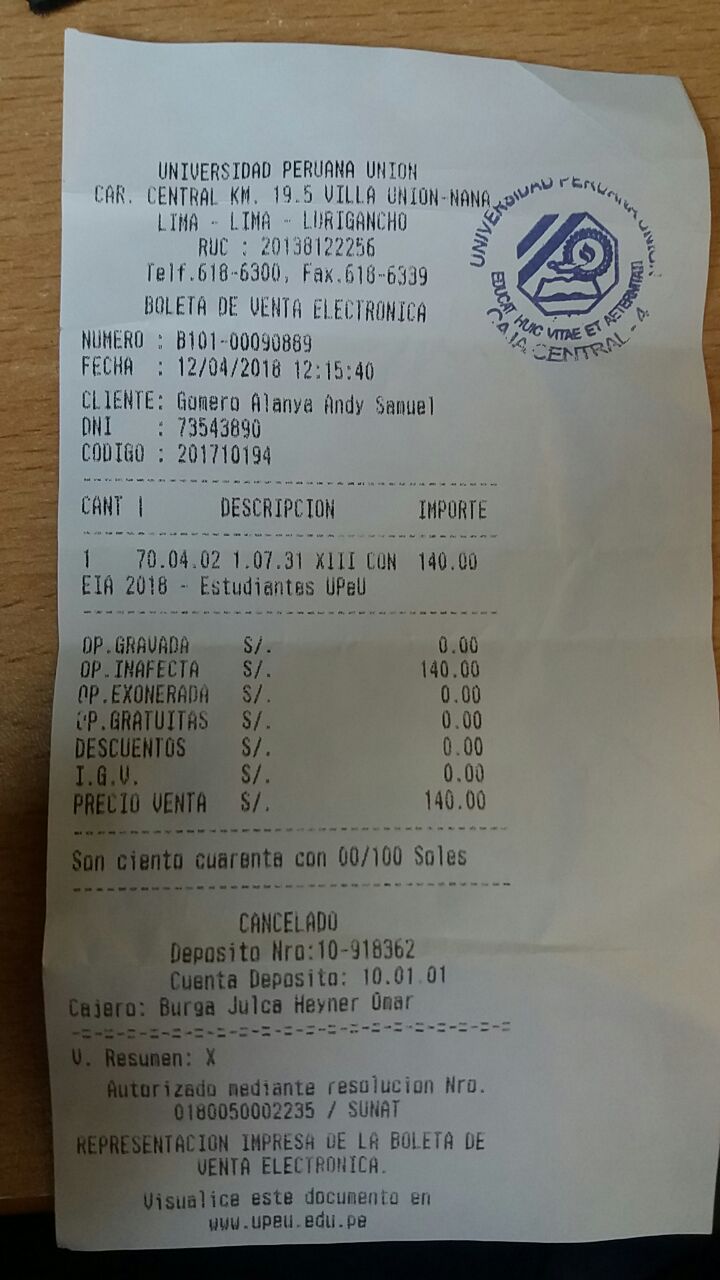 UNIVERSIDAD PERUANA UNION
CAR. CENTRAL KM. 19.5 VILLA UNION-NANA
LIMA - LIMA - LURIGANCHO
RUC : 20138122256
Telf.618-6300, Fax.618-6339
BOLETA DE VENTA ELECTRONICA
UNIVERSIDAD PERUANA UNION
EDUCAT HUIC VITAE ET AETERNITATI
CAJA CENTRAL - 4
NUMERO : B101-00090889
FECHA : 12/04/2018 12:15:40
CLIENTE: Gomero Alanya Andy Samuel
DNI : 73543890
CODIGO : 201710194
CANT | DESCRIPCION IMPORTE
1 70.04.02 1.07.31 XIII CON 140.00
EIA 2018 - Estudiantes UPeU
OP.GRAVADA S/. 0.00
OP.INAFECTA S/. 140.00
OP.EXONERADA S/. 0.00
OP.GRATUITAS S/. 0.00
DESCUENTOS S/. 0.00
I.G.V. S/. 0.00
PRECIO VENTA S/. 140.00
Son ciento cuarenta con 00/100 Soles
CANCELADO
Deposito Nro:10-918362
Cuenta Deposito: 10.01.01
Cajero: Burga Julca Heyner Omar
V. Resumen: X
Autorizado mediante resolucion Nro.
0180050002235 / SUNAT
REPRESENTACION IMPRESA DE LA BOLETA DE
VENTA ELECTRONICA.
Visualice este documento en
www.upeu.edu.pe